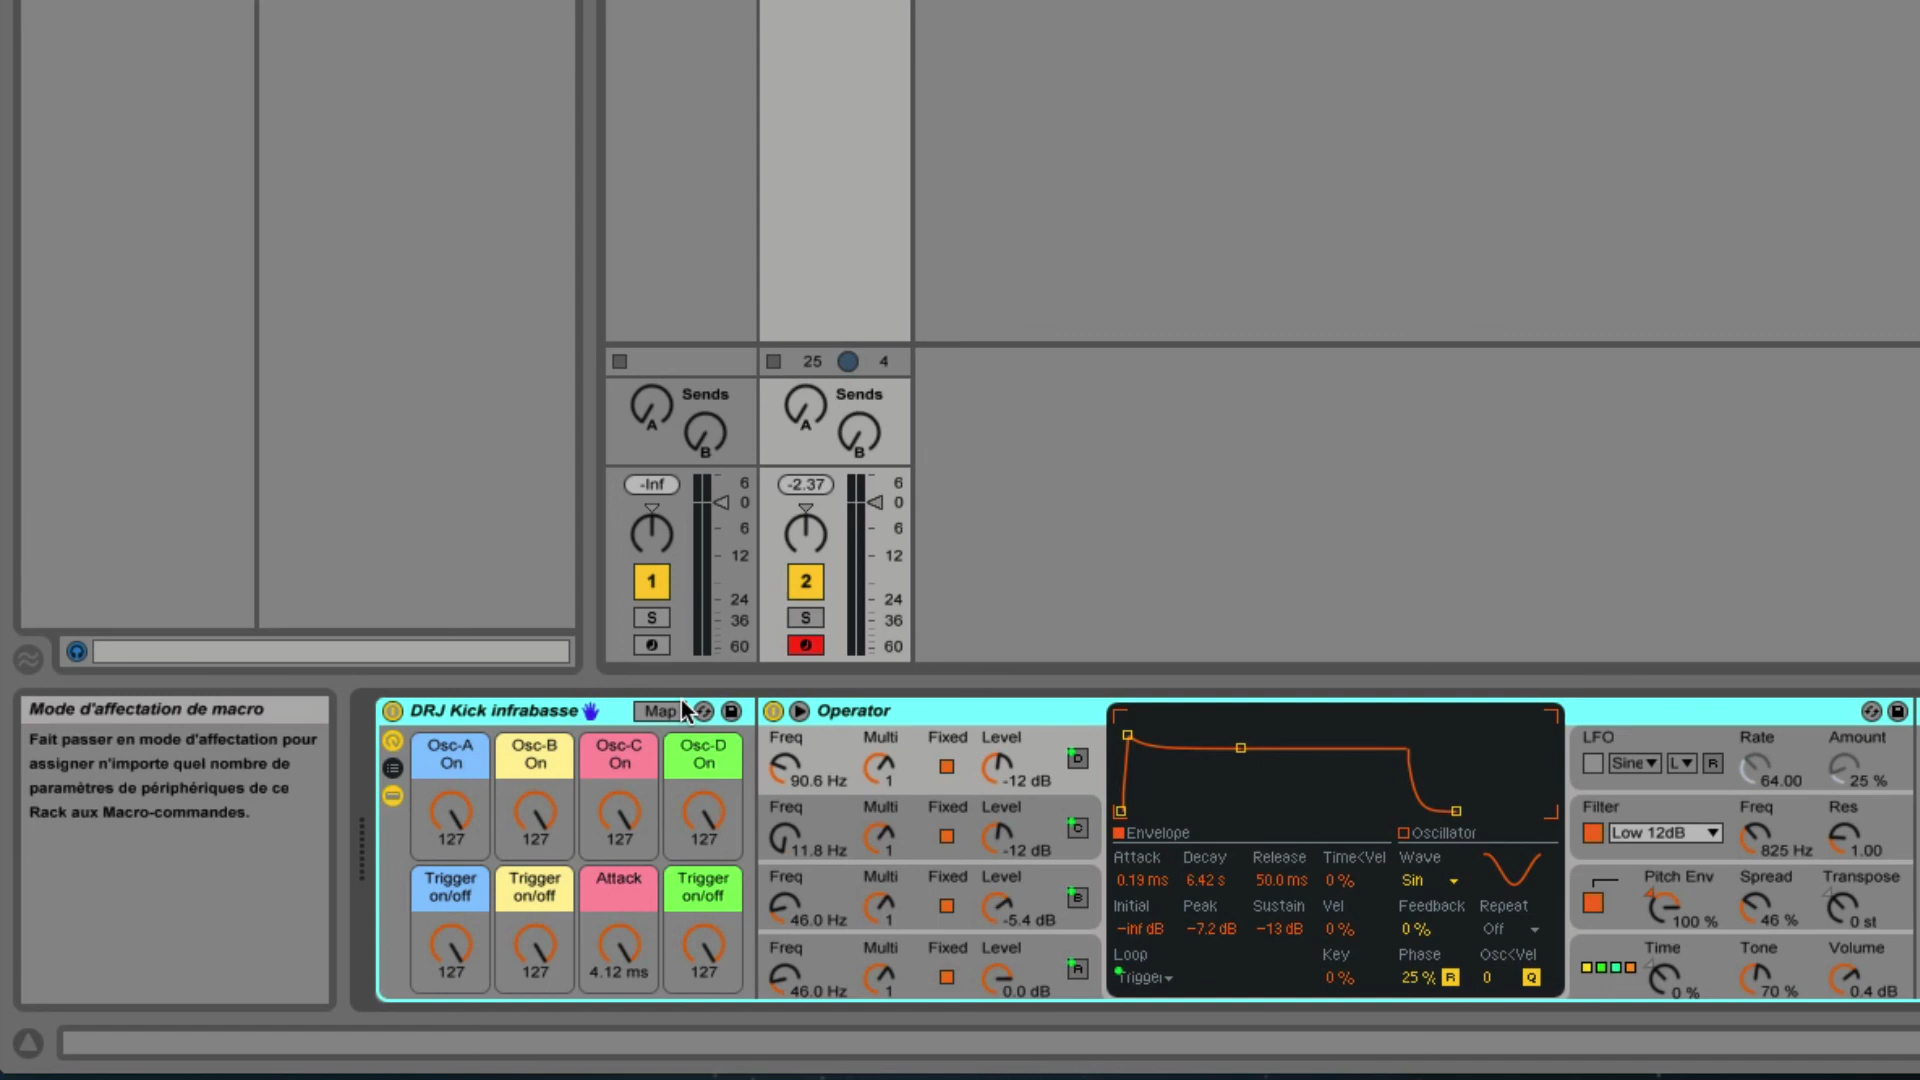 25 4
Sends Sends
A A
B B
-Inf 6 -2.37 6
0 0
6 6
12 12
1 2
24 24
S 36 S 36
60 60
Mode d'affectation de macro
Fait passer en mode d'affectation pour
assigner n'importe quel nombre de
paramètres de périphériques de ce
Rack aux Macro-commandes.
DRJ Kick infrabasse Map
Osc-A On
Osc-B On
Osc-C On
Osc-D On
127 127 127 127
Trigger on/off
Trigger on/off
Attack
Trigger on/off
127 127 4.12 ms 127
Operator
Freq Multi Fixed Level
90.6 Hz 1 -12 dB D
Freq Multi Fixed Level
11.8 Hz 1 -12 dB C
Freq Multi Fixed Level
46.0 Hz 1 -5.4 dB B
Freq Multi Fixed Level
46.0 Hz 1 0.0 dB A
Envelope Oscillator
Attack Decay Release Time<Vel Wave
0.19 ms 6.42 s 50.0 ms 0 % Sin
Initial Peak Sustain Vel Feedback Repeat
-inf dB -7.2 dB -13 dB 0 % 0 % Off
Loop Key Phase Osc<Vel
Trigger 0 % 25 % R 0 Q
LFO Rate Amount
Sine L R 64.00 25 %
Filter Freq Res
Low 12dB 825 Hz 1.00
Pitch Env Spread Transpose
100 % 46 % 0 st
Time Tone Volume
0 % 70 % 0.4 dB